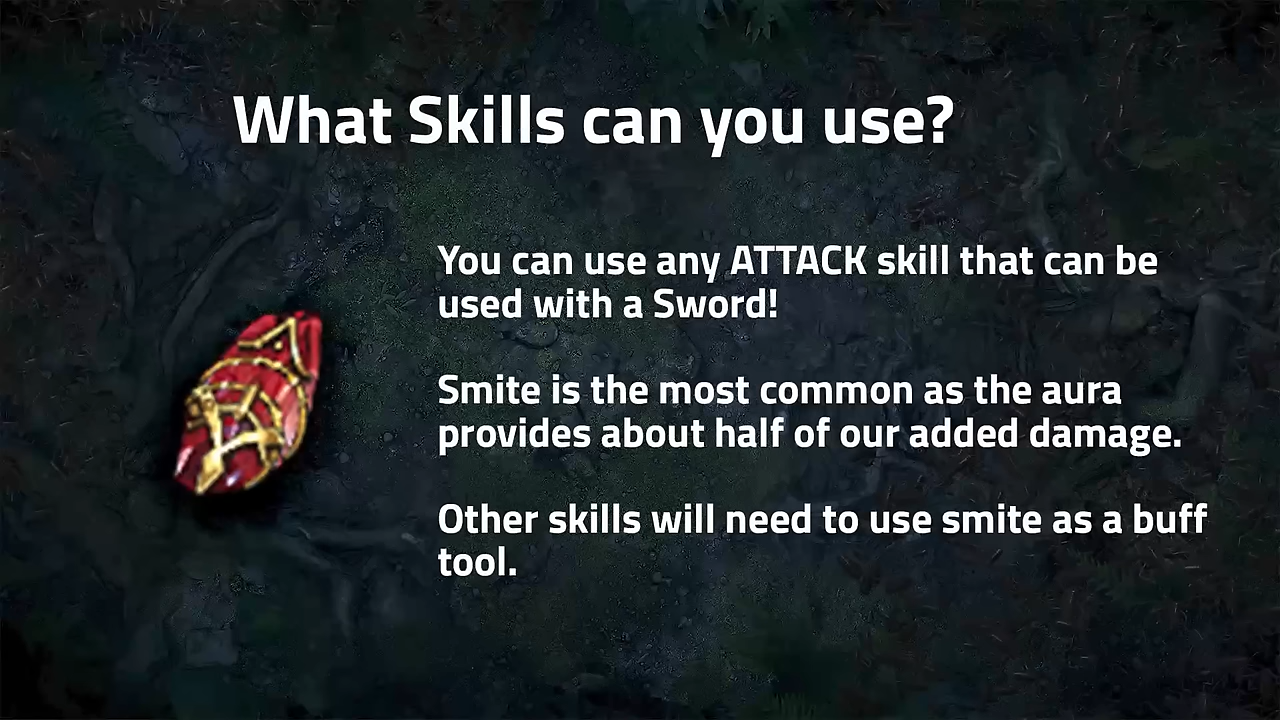 What Skills can you use?
You can use any ATTACK skill that can be
used with a Sword!
Smite is the most common as the aura
provides about half of our added damage.
Other skills will need to use smite as a buff
tool.